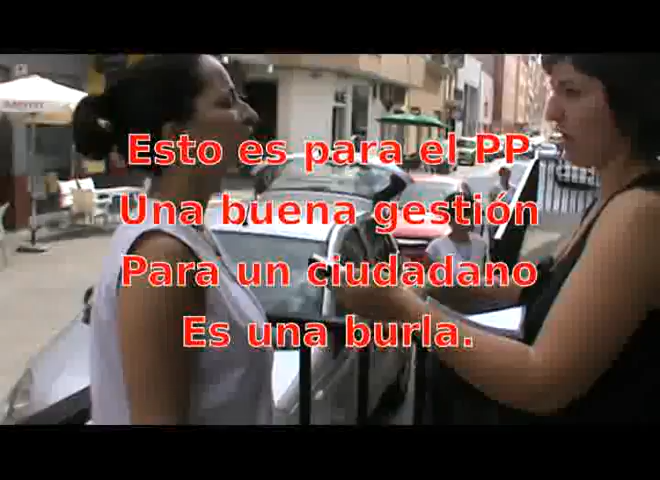 Esto es para el PP
Una buena gestión
Para un ciudadano
Es una burla.